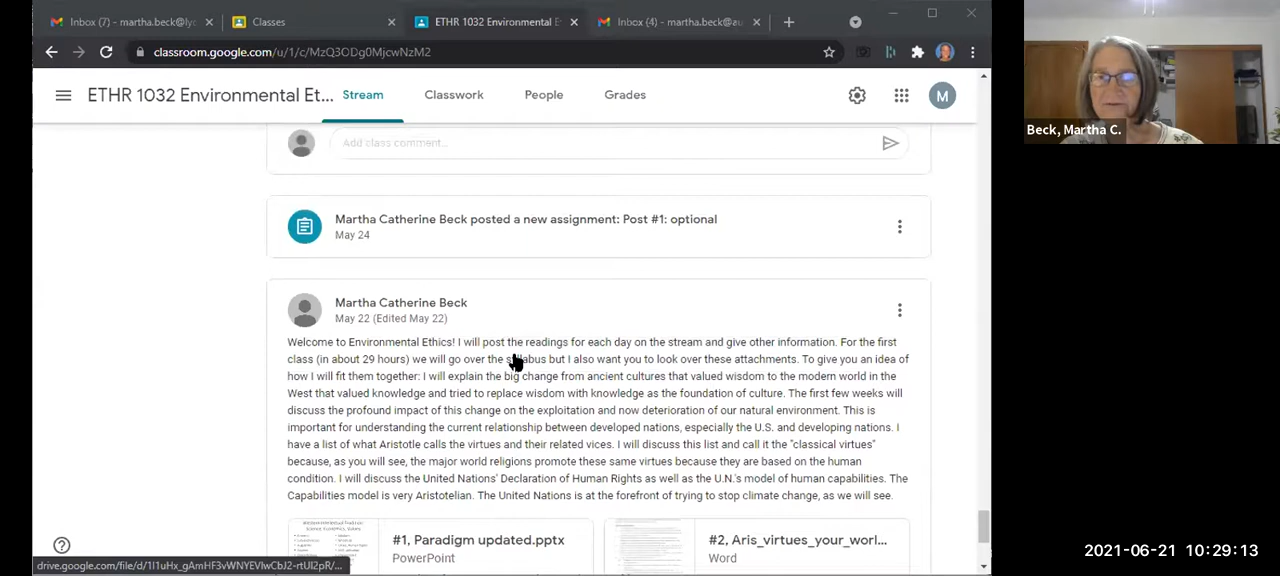 Inbox (7) - martha.beck@lyo
Classes
ETHR 1032 Environmental E
Inbox (4) - martha.beck@au
classroom.google.com/u/1/c/MzQ3ODg0MjcwNzM2
ETHR 1032 Environmental Et...
Stream
Classwork
People
Grades
M
Beck, Martha C.
Add class comment...
Martha Catherine Beck posted a new assignment: Post #1: optional
May 24
Martha Catherine Beck
May 22 (Edited May 22)
Welcome to Environmental Ethics! I will post the readings for each day on the stream and give other information. For the first
class (in about 29 hours) we will go over the syllabus but I also want you to look over these attachments. To give you an idea of
how I will fit them together: I will explain the big change from ancient cultures that valued wisdom to the modern world in the
West that valued knowledge and tried to replace wisdom with knowledge as the foundation of culture. The first few weeks will
discuss the profound impact of this change on the exploitation and now deterioration of our natural environment. This is
important for understanding the current relationship between developed nations, especially the U.S. and developing nations. I
have a list of what Aristotle calls the virtues and their related vices. I will discuss this list and call it the "classical virtues"
because, as you will see, the major world religions promote these same virtues because they are based on the human
condition. I will discuss the United Nations' Declaration of Human Rights as well as the U.N.'s model of human capabilities. The
Capabilities model is very Aristotelian. The United Nations is at the forefront of trying to stop climate change, as we will see.
#1, Paradigm updated.pptx
PowerPoint
#2, Aris_virtues_your_worl...
Word
2021-06-21 10:29:13